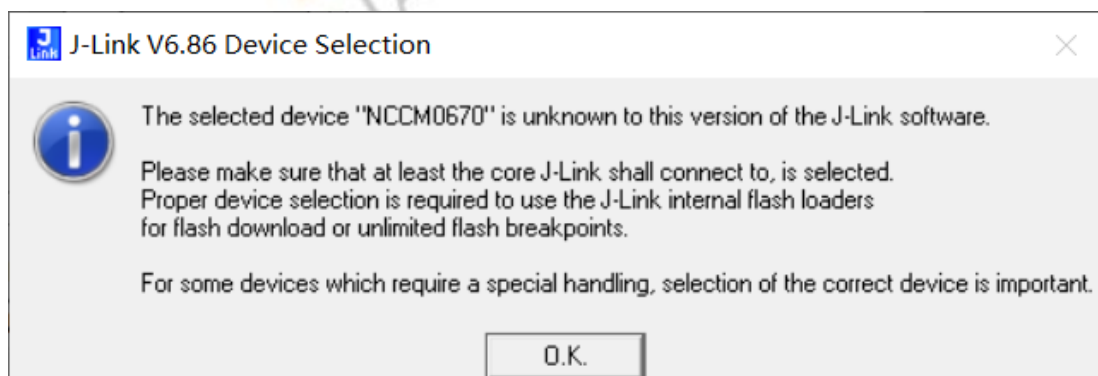 J-Link V6.86 Device Selection
The selected device "NCCM0670" is unknown to this version of the J-Link software.
Please make sure that at least the core J-Link shall connect to, is selected.
Proper device selection is required to use the J-Link internal flash loaders
for flash download or unlimited flash breakpoints.
For some devices which require a special handling, selection of the correct device is important.
O.K.